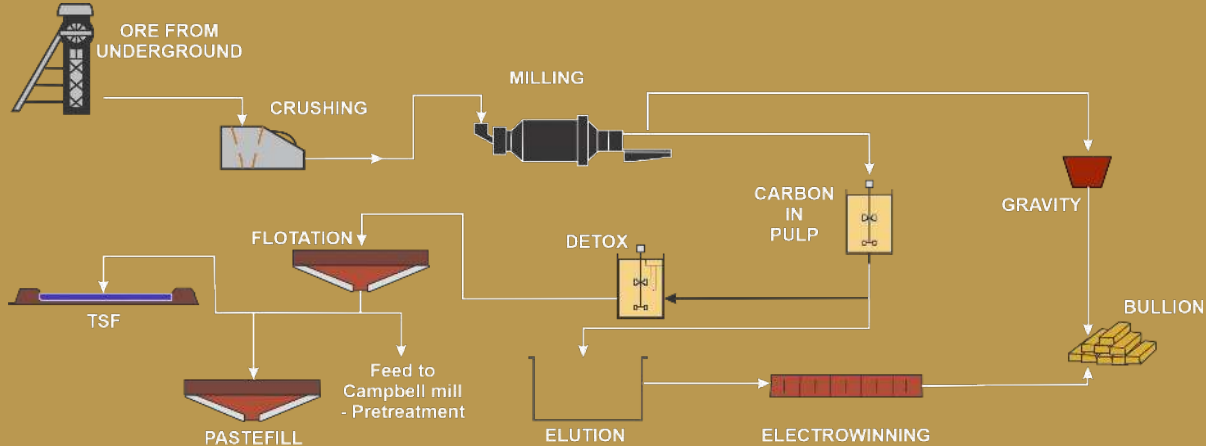 ORE FROM
UNDERGROUND
CRUSHING
MILLING
CARBON
IN
PULP
GRAVITY
FLOTATION
DETOX
TSF
BULLION
Feed to
Campbell mill
- Pretreatment
PASTEFILL
ELUTION
ELECTROWINNING